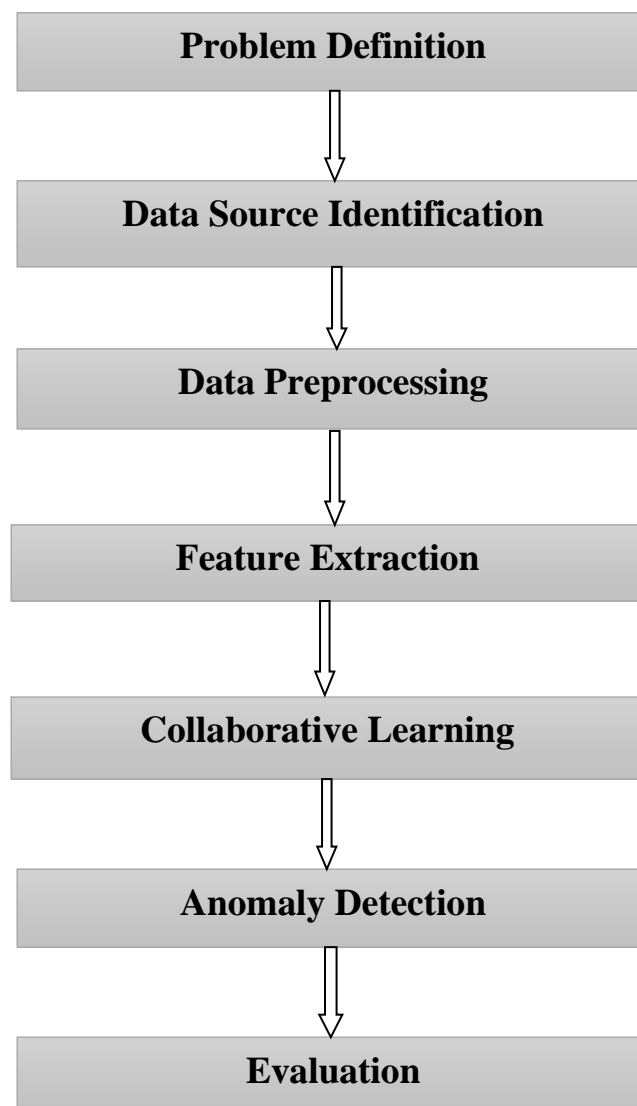 Problem Definition
Data Source Identification
Data Preprocessing
Feature Extraction
Collaborative Learning
Anomaly Detection
Evaluation